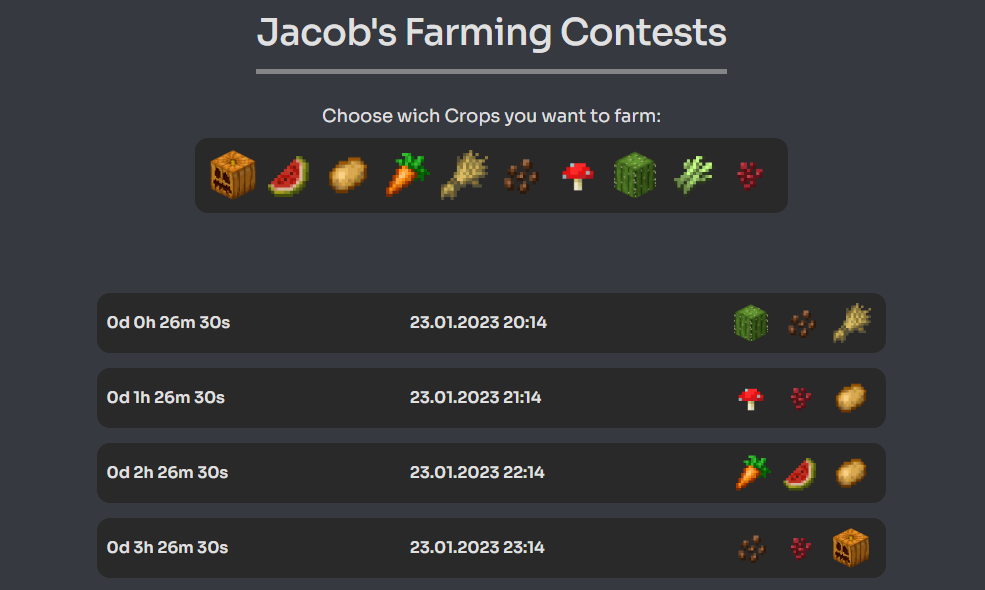 Jacob's Farming Contests
Choose wich Crops you want to farm:
0d 0h 26m 30s 23.01.2023 20:14
0d 1h 26m 30s 23.01.2023 21:14
0d 2h 26m 30s 23.01.2023 22:14
0d 3h 26m 30s 23.01.2023 23:14